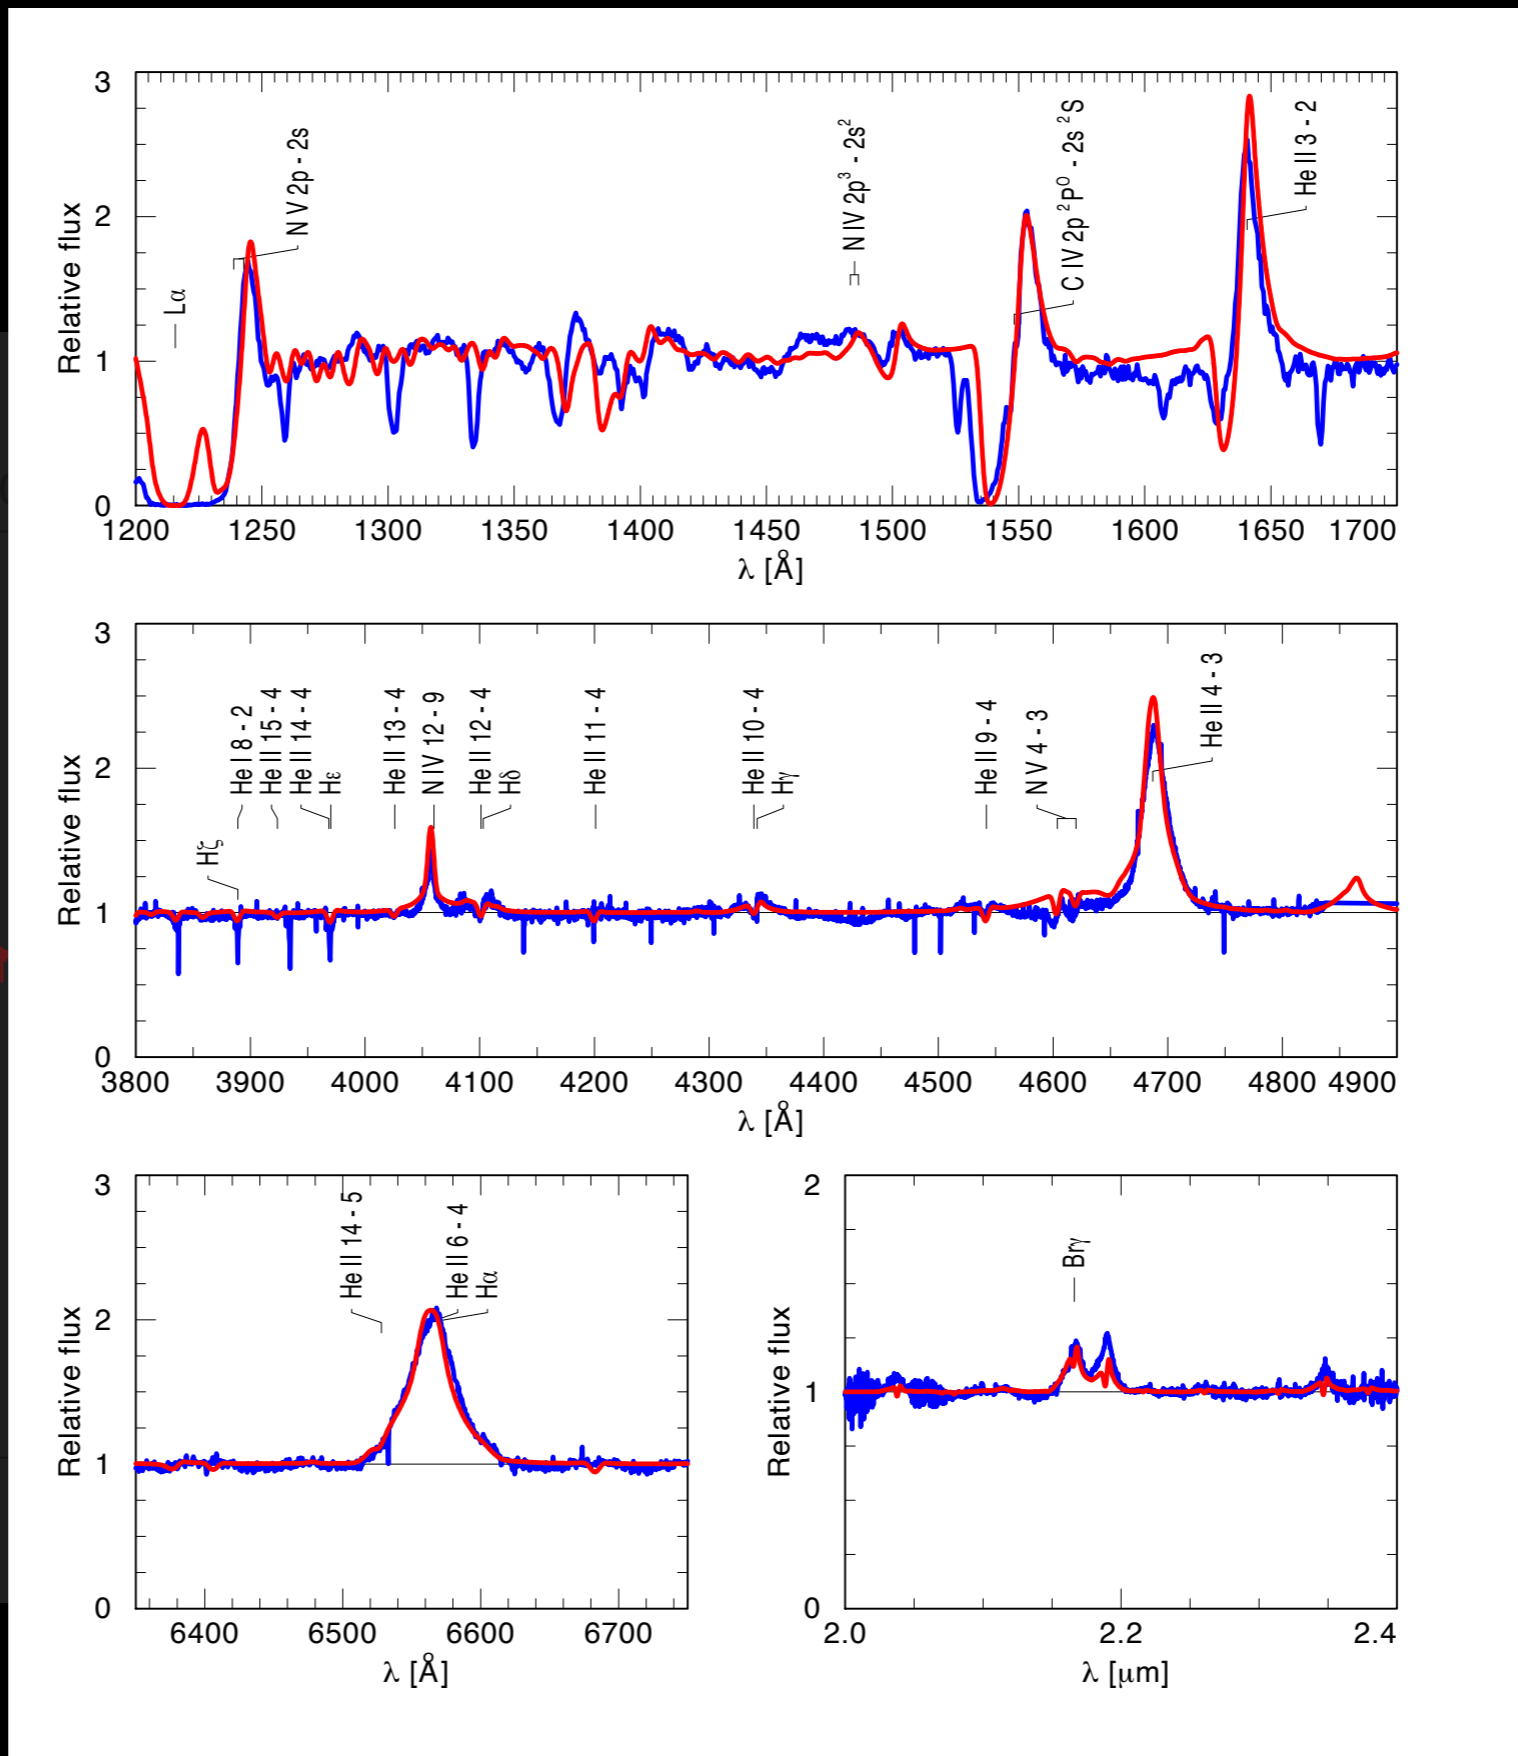 3
2
1
0
Relative flux
Lα
N V 2p - 2s
N IV 2p³ - 2s²
C IV 2p ²P⁰ - 2s ²S
He II 3 - 2
1200 1250 1300 1350 1400 1450 1500 1550 1600 1650 1700
λ [Å]
3
2
1
0
Relative flux
Hζ
He I 8 - 2
He II 15 - 4
He II 14 - 4
Hε
He II 13 - 4
N IV 12 - 9
He II 12 - 4
Hδ
He II 11 - 4
He II 10 - 4
Hγ
He II 9 - 4
N V 4 - 3
He II 4 - 3
3800 3900 4000 4100 4200 4300 4400 4500 4600 4700 4800 4900
λ [Å]
3
2
1
0
Relative flux
He II 14 - 5
He II 6 - 4
Hα
6400 6500 6600 6700
λ [Å]
2
1
0
Relative flux
Brγ
2.0 2.2 2.4
λ [μm]